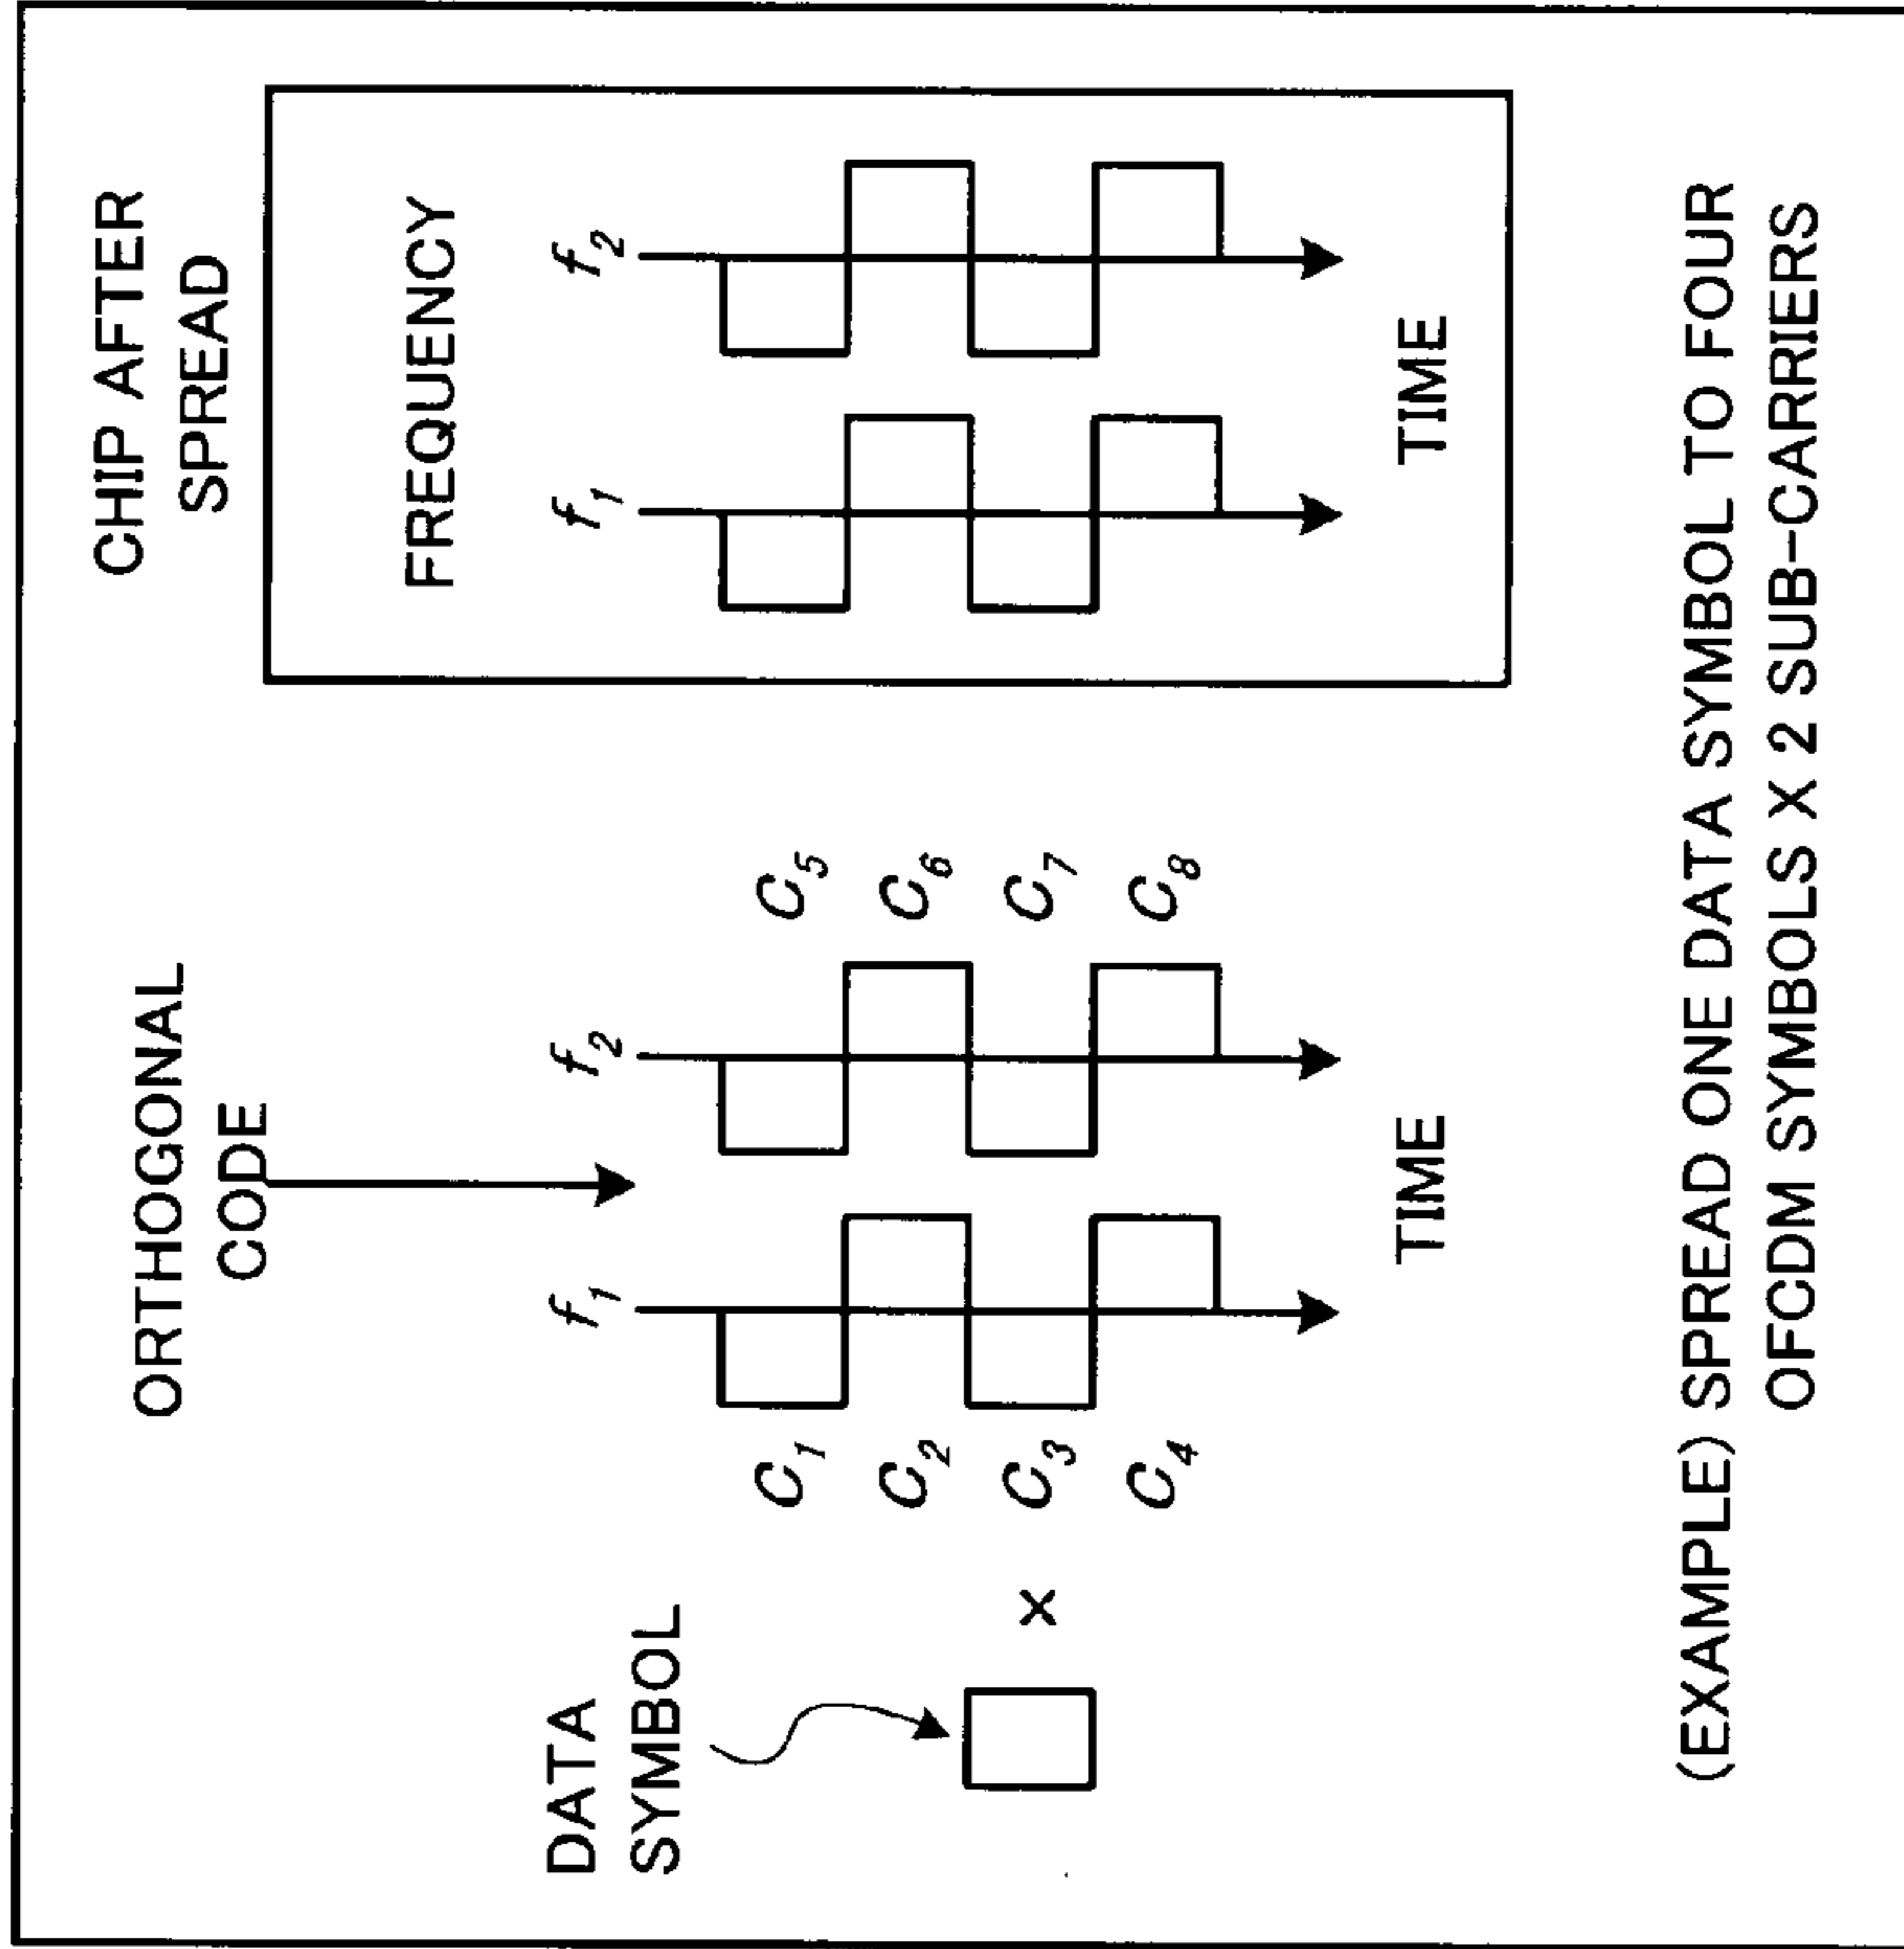 ORTHOGONAL
CODE
CHIP AFTER
SPREAD
FREQUENCY
DATA
SYMBOL
f1 f2
f1 f2
C1 C5
C2 C6
x C3 C7
C4 C8
TIME
TIME
(EXAMPLE) SPREAD ONE DATA SYMBOL TO FOUR
OFCDM SYMBOLS X 2 SUB-CARRIERS